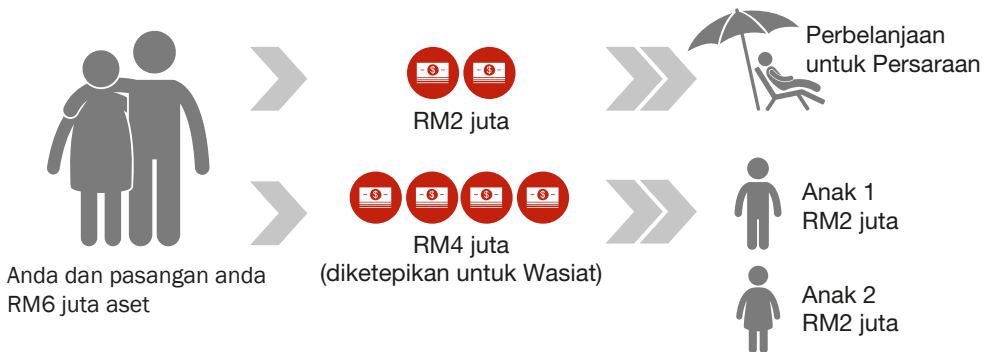 Anda dan pasangan anda
RM6 juta aset
RM2 juta
Perbelanjaan
untuk Persaraan
RM4 juta
(diketepikan untuk Wasiat)
Anak 1
RM2 juta
Anak 2
RM2 juta